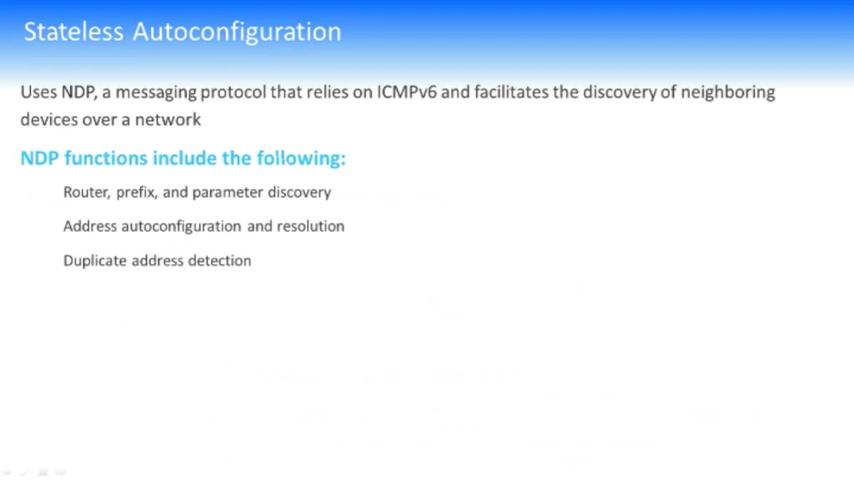 Stateless Autoconfiguration
Uses NDP, a messaging protocol that relies on ICMPv6 and facilitates the discovery of neighboring
devices over a network
NDP functions include the following:
Router, prefix, and parameter discovery
Address autoconfiguration and resolution
Duplicate address detection